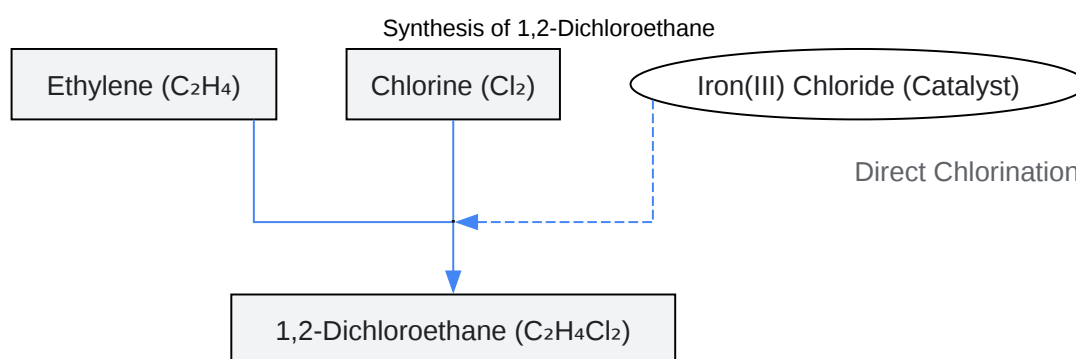 Synthesis of 1,2-Dichloroethane
Ethylene (C₂H₄)
Chlorine (Cl₂)
Iron(III) Chloride (Catalyst)
Direct Chlorination
1,2-Dichloroethane (C₂H₄Cl₂)